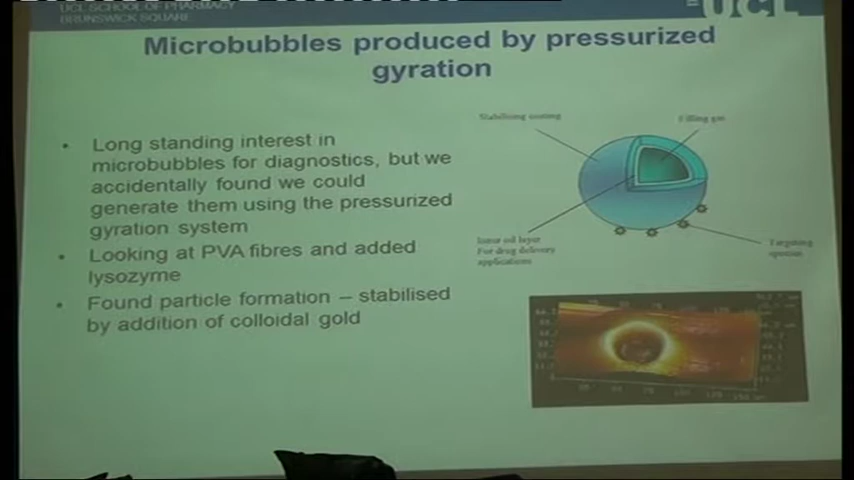 UCL SCHOOL OF PHARMACY
BRUNSWICK SQUARE
UCL
Microbubbles produced by pressurized
gyration
• Long standing interest in
microbubbles for diagnostics, but we
accidentally found we could
generate them using the pressurized
gyration system
• Looking at PVA fibres and added
lysozyme
• Found particle formation – stabilised
by addition of colloidal gold
Stabilising coating
Filling gas
Inner oil layer
For drug delivery
applications
Targeting
species